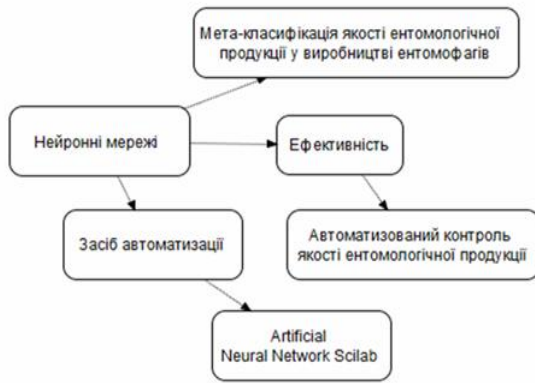 Мета-класифікація якості ентомологічної
продукції у виробництві ентомофагів
Нейронні мережі
Ефективність
Засіб автоматизації
Автоматизований контроль
якості ентомологічної продукції
Artificial
Neural Network Scilab